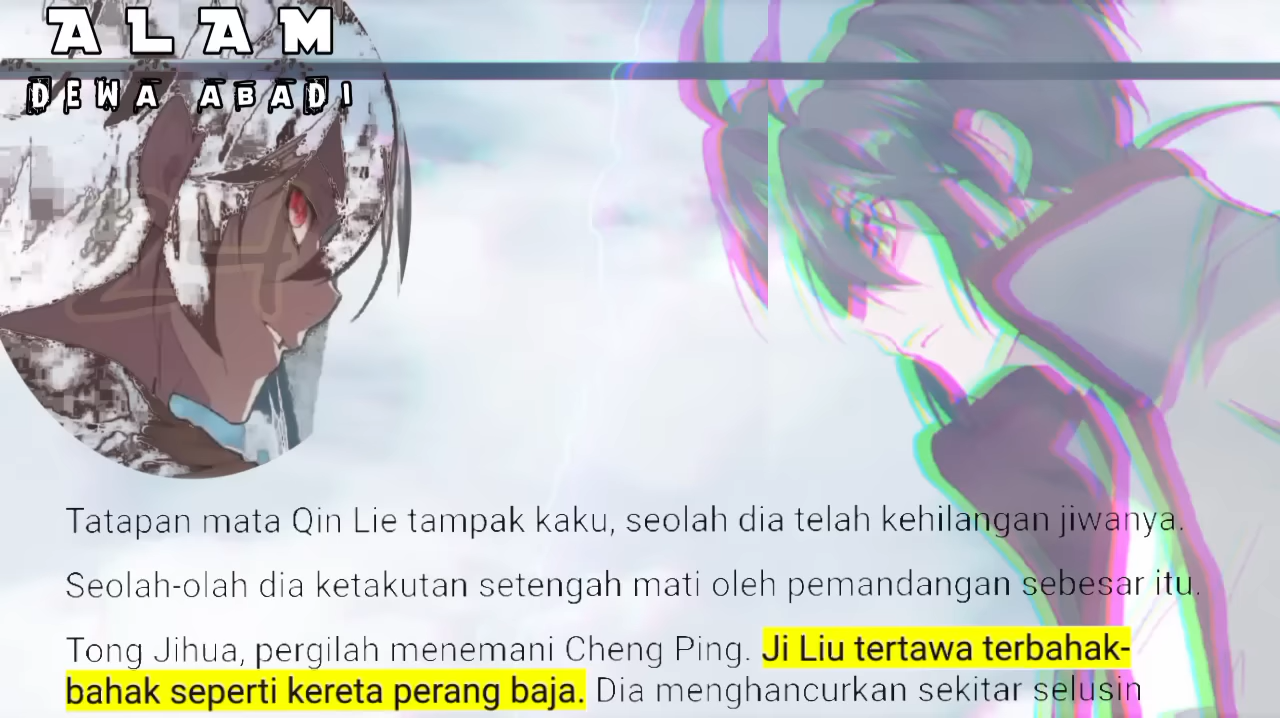 ALAM
DEWA ABADI
24
Tatapan mata Qin Lie tampak kaku, seolah dia telah kehilangan jiwanya.
Seolah-olah dia ketakutan setengah mati oleh pemandangan sebesar itu.
Tong Jihua, pergilah menemani Cheng Ping. Ji Liu tertawa terbahak-
bahak seperti kereta perang baja. Dia menghancurkan sekitar selusin